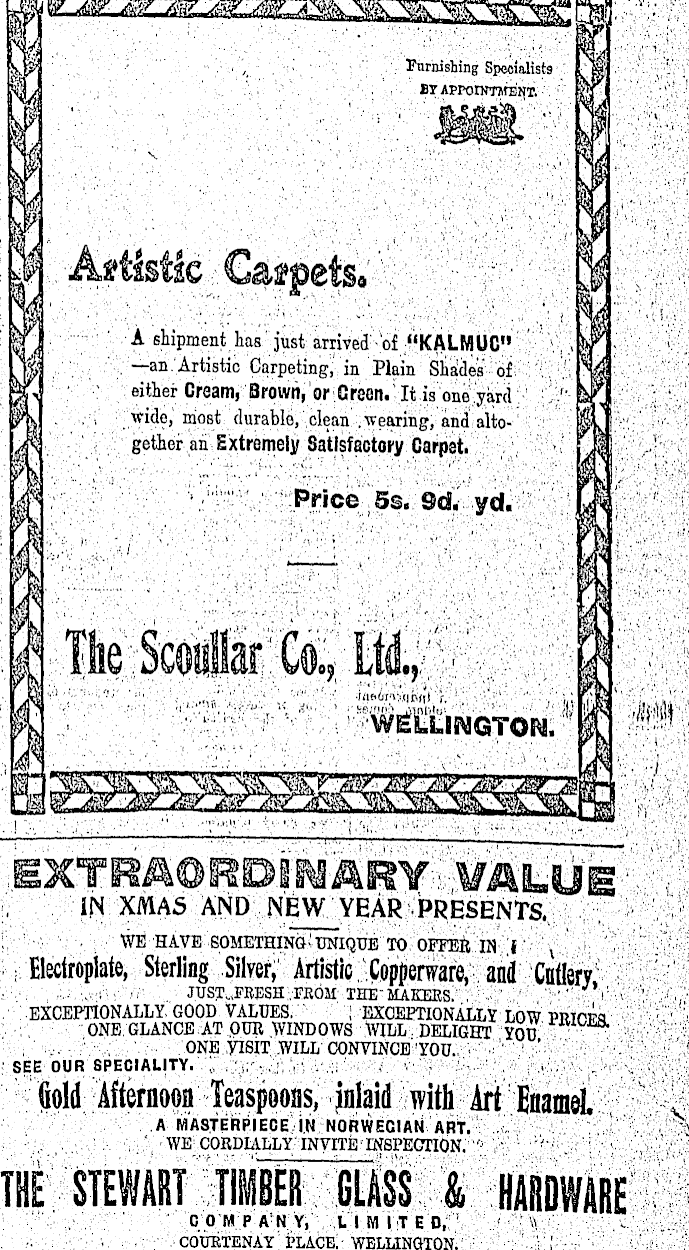 Furnishing Specialists
BY APPOINTMENT.
Artistic Carpets.
A shipment has just arrived of "KALMUC"
—an Artistic Carpeting, in Plain Shades of
either Cream, Brown, or Green. It is one yard
wide, most durable, clean wearing, and alto-
gether an Extremely Satisfactory Carpet.
Price 5s. 9d. yd.
The Scoullar Co., Ltd.,
WELLINGTON.
EXTRAORDINARY VALUE
IN XMAS AND NEW YEAR PRESENTS.
WE HAVE SOMETHING UNIQUE TO OFFER IN
Electroplate, Sterling Silver, Artistic Copperware, and Cutlery,
JUST FRESH FROM THE MAKERS.
EXCEPTIONALLY GOOD VALUES. | EXCEPTIONALLY LOW PRICES.
ONE GLANCE AT OUR WINDOWS WILL DELIGHT YOU,
ONE VISIT WILL CONVINCE YOU.
SEE OUR SPECIALITY.
Gold Afternoon Teaspoons, inlaid with Art Enamel.
A MASTERPIECE IN NORWEGIAN ART.
WE CORDIALLY INVITE INSPECTION.
THE STEWART TIMBER GLASS & HARDWARE
COMPANY, LIMITED,
COURTENAY PLACE, WELLINGTON.